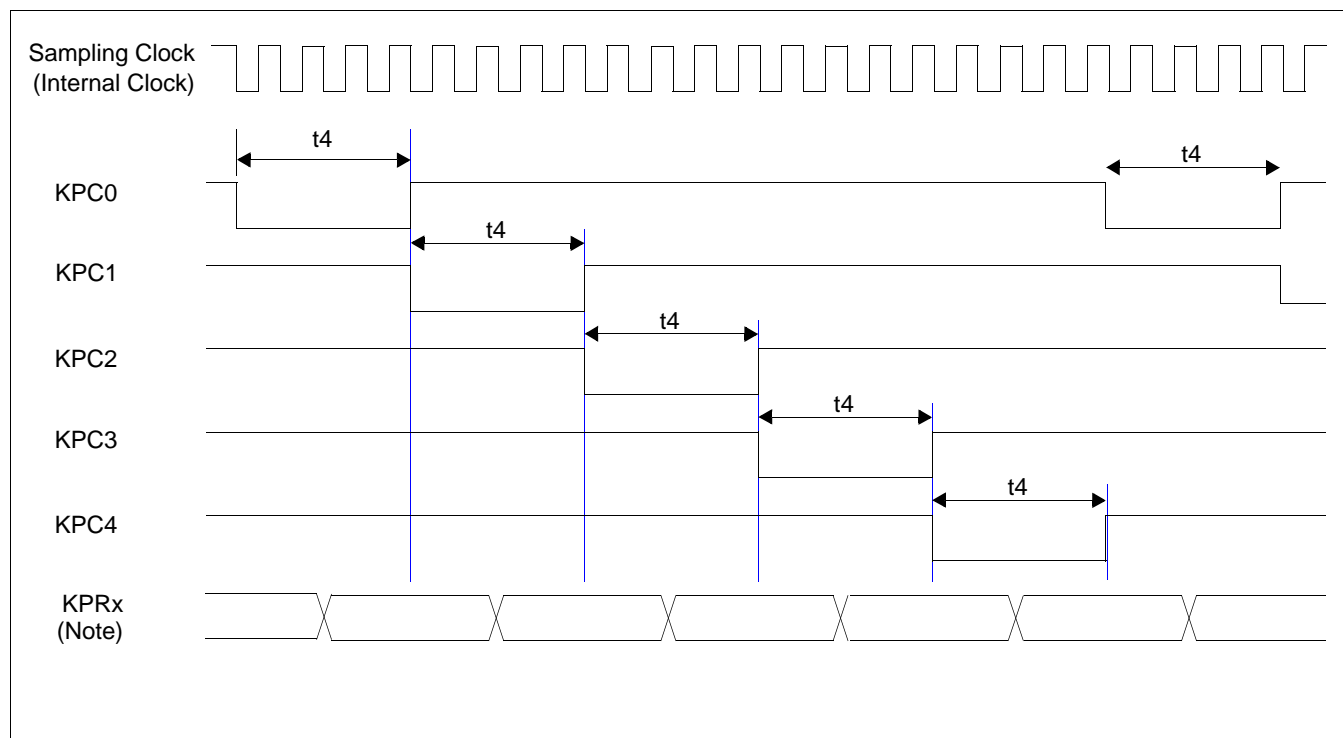 Sampling Clock
(Internal Clock)
t4
t4
KPC0
t4
KPC1
t4
KPC2
t4
KPC3
t4
KPC4
KPRx
(Note)